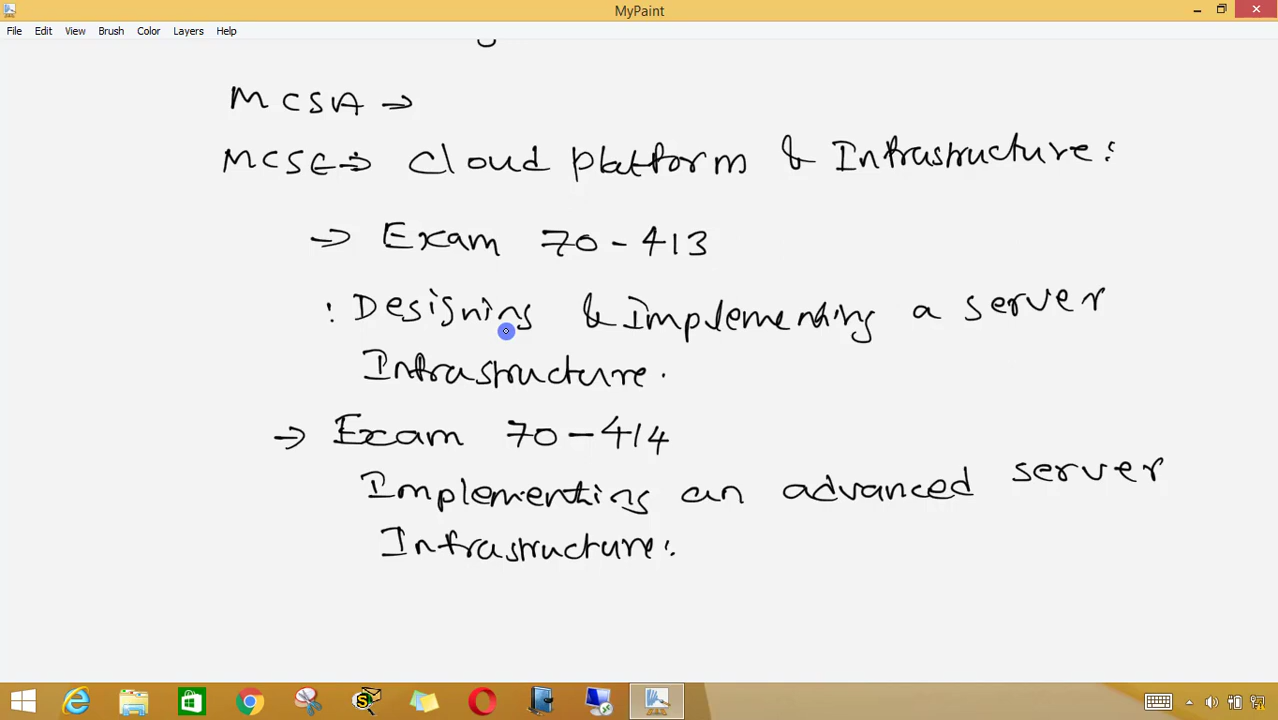 MyPaint
File Edit View Brush Color Layers Help
MCSA →
MCSE → Cloud platform & Infrastructure:
→ Exam 70-413
: Designing & Implementing a server
Infrastructure.
→ Exam 70-414
Implementing an advanced server
Infrastructure:.